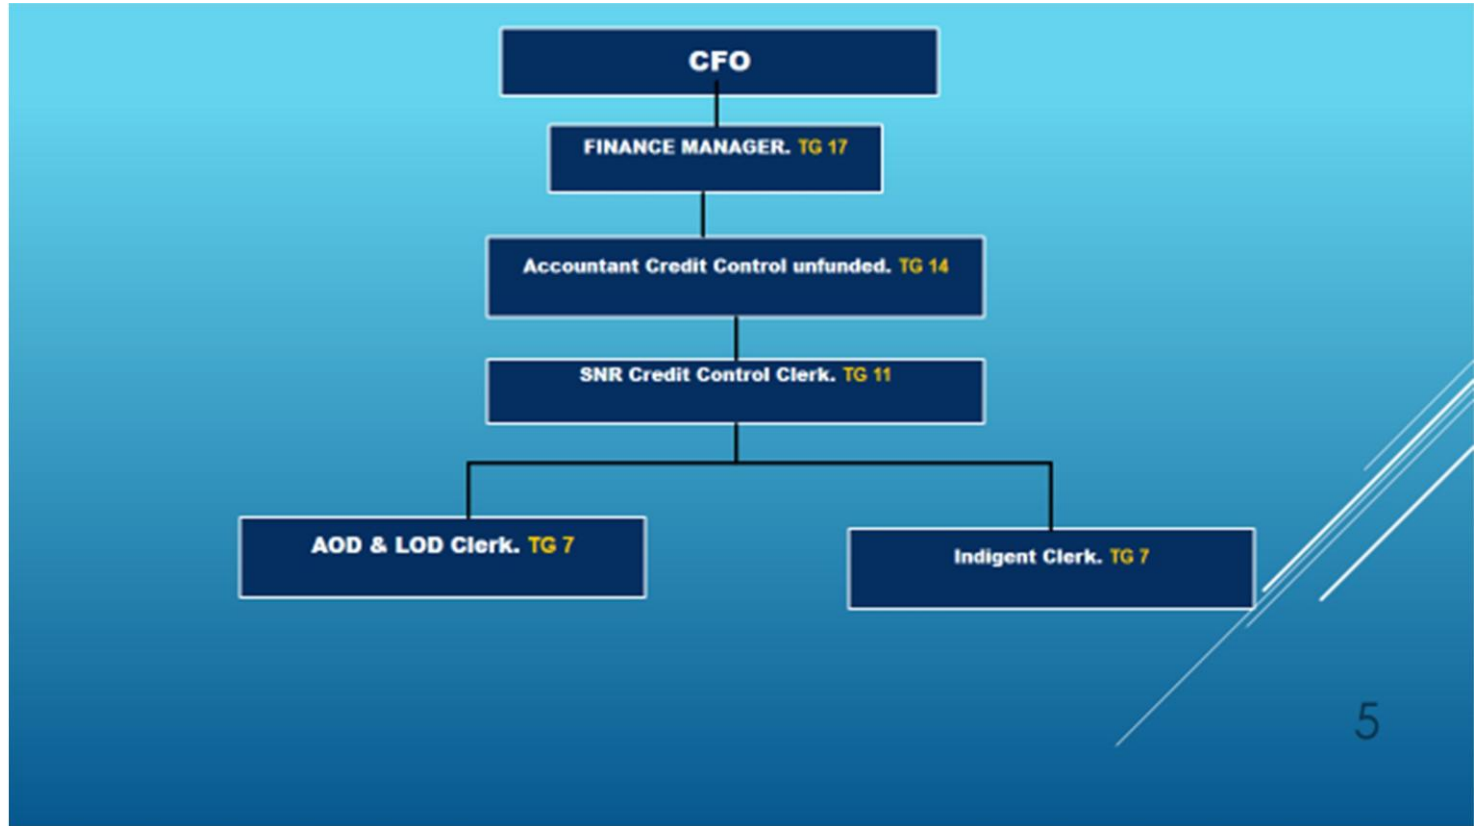 CFO
FINANCE MANAGER. TG 17
Accountant Credit Control unfunded. TG 14
SNR Credit Control Clerk. TG 11
AOD & LOD Clerk. TG 7
Indigent Clerk. TG 7
5